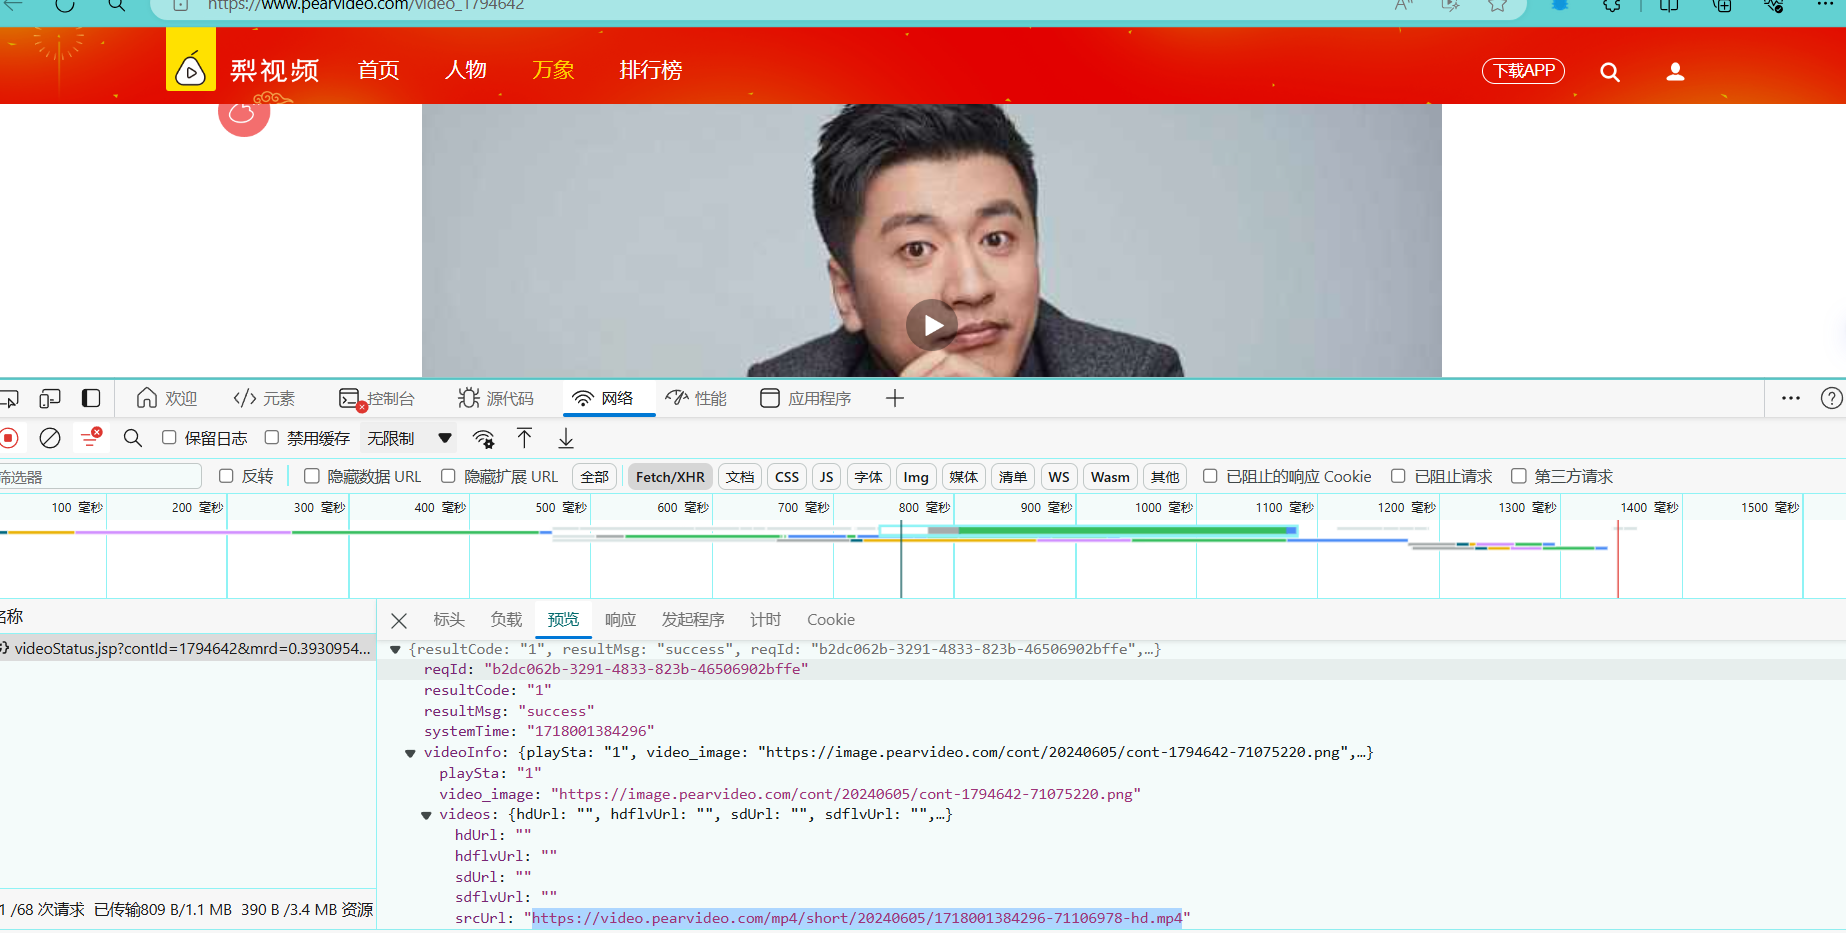 https://www.pearvideo.com/video_1794642
梨视频 首页 人物 万象 排行榜 下载APP
欢迎 元素 控制台 源代码 网络 性能 应用程序
保留日志 禁用缓存 无限制
筛选器 反转 隐藏数据 URL 隐藏扩展 URL 全部 Fetch/XHR 文档 CSS JS 字体 Img 媒体 清单 WS Wasm 其他 已阻止的响应 Cookie 已阻止请求 第三方请求
100 毫秒 200 毫秒 300 毫秒 400 毫秒 500 毫秒 600 毫秒 700 毫秒 800 毫秒 900 毫秒 1000 毫秒 1100 毫秒 1200 毫秒 1300 毫秒 1400 毫秒 1500 毫秒
名称
videoStatus.jsp?contId=1794642&mrd=0.3930954...
标头 负载 预览 响应 发起程序 计时 Cookie
{resultCode: "1", resultMsg: "success", reqId: "b2dc062b-3291-4833-823b-46506902bffe",…}
reqId: "b2dc062b-3291-4833-823b-46506902bffe"
resultCode: "1"
resultMsg: "success"
systemTime: "1718001384296"
videoInfo: {playSta: "1", video_image: "https://image.pearvideo.com/cont/20240605/cont-1794642-71075220.png",…}
playSta: "1"
video_image: "https://image.pearvideo.com/cont/20240605/cont-1794642-71075220.png"
videos: {hdUrl: "", hdflvUrl: "", sdUrl: "", sdflvUrl: "",…}
hdUrl: ""
hdflvUrl: ""
sdUrl: ""
sdflvUrl: ""
srcUrl: "https://video.pearvideo.com/mp4/short/20240605/1718001384296-71106978-hd.mp4"
1 /68 次请求 已传输809 B/1.1 MB 390 B /3.4 MB 资源